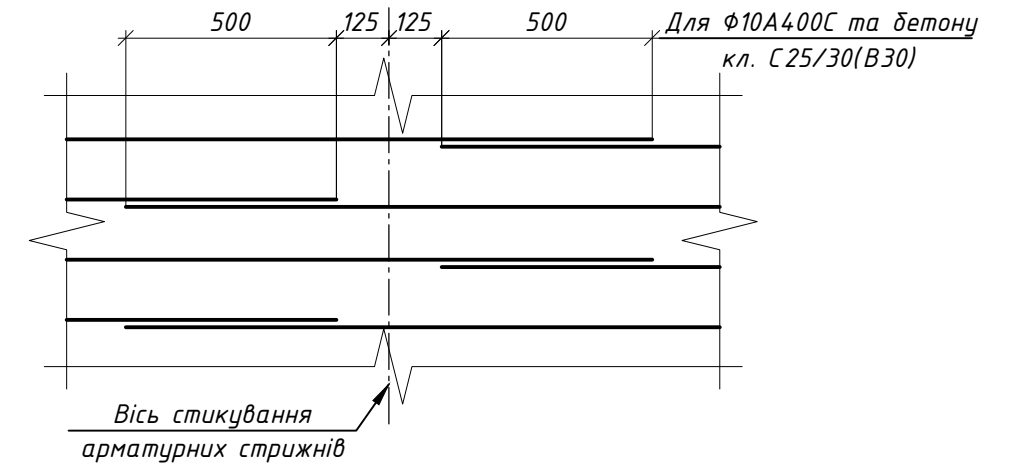 500
125
125
500
Для Ф10А400С та бетону
кл. С25/30(В30)
Вісь стикування
арматурних стрижнів